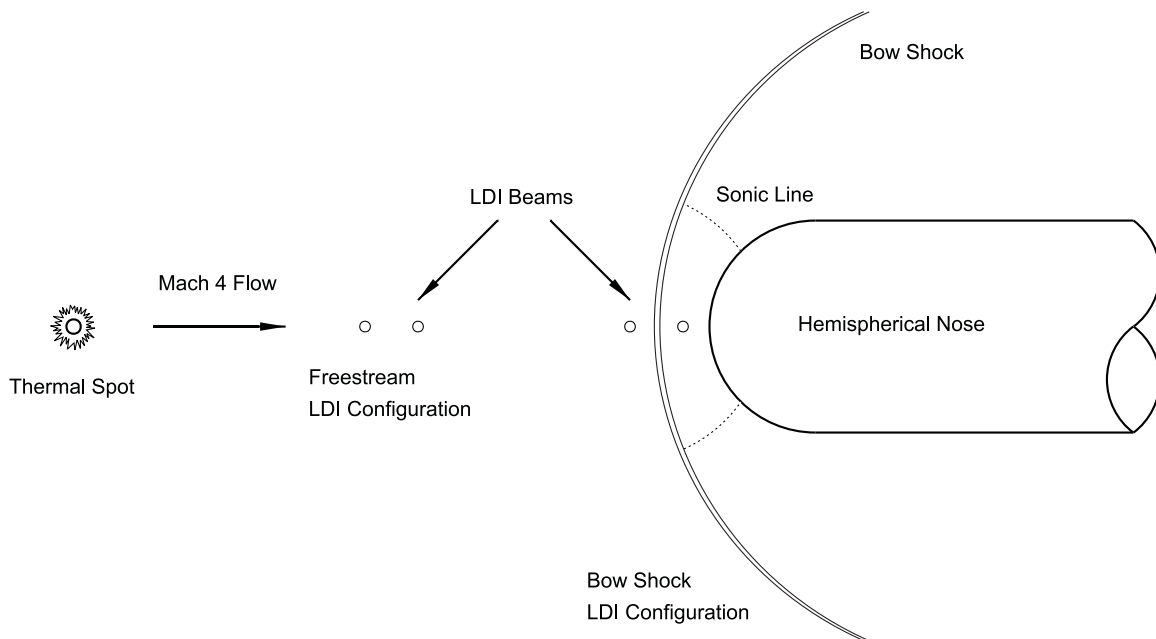 Bow Shock
LDI Beams
Sonic Line
Mach 4 Flow
Hemispherical Nose
Thermal Spot
Freestream
LDI Configuration
Bow Shock
LDI Configuration